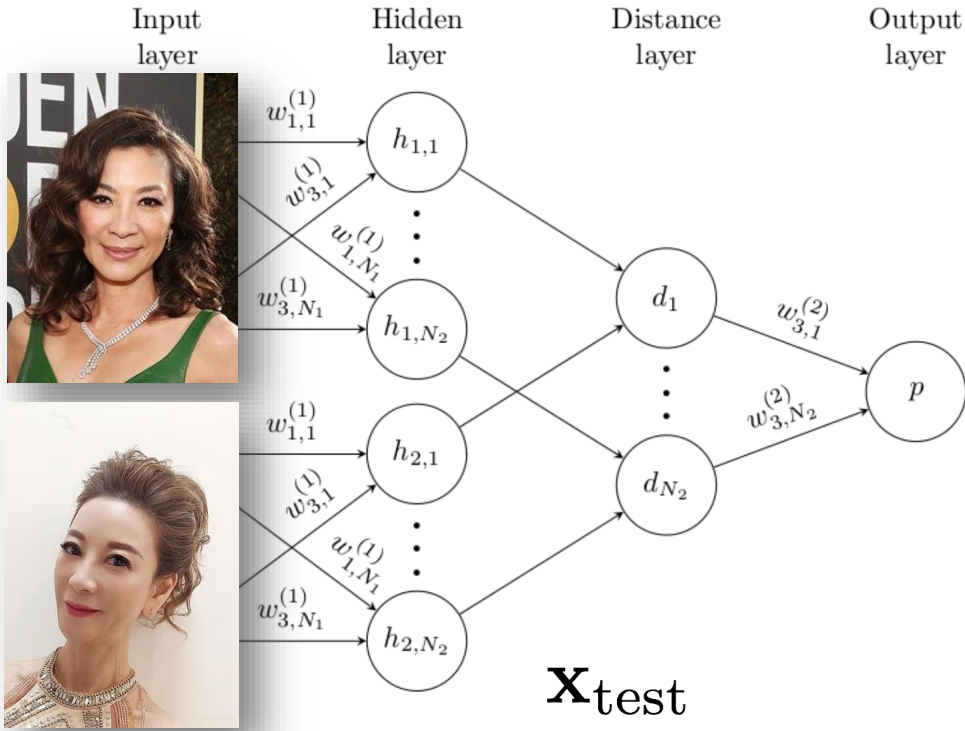 Input layer
Hidden layer
Distance layer
Output layer
UEN
w_{1,1}^{(1)}
w_{3,1}^{(1)}
w_{1,N_1}^{(1)}
w_{3,N_1}^{(1)}
h_{1,1}
h_{1,N_2}
w_{1,1}^{(1)}
w_{3,1}^{(1)}
w_{1,N_1}^{(1)}
w_{3,N_1}^{(1)}
h_{2,1}
h_{2,N_2}
d_1
d_{N_2}
w_{3,1}^{(2)}
w_{3,N_2}^{(2)}
p
x_{test}